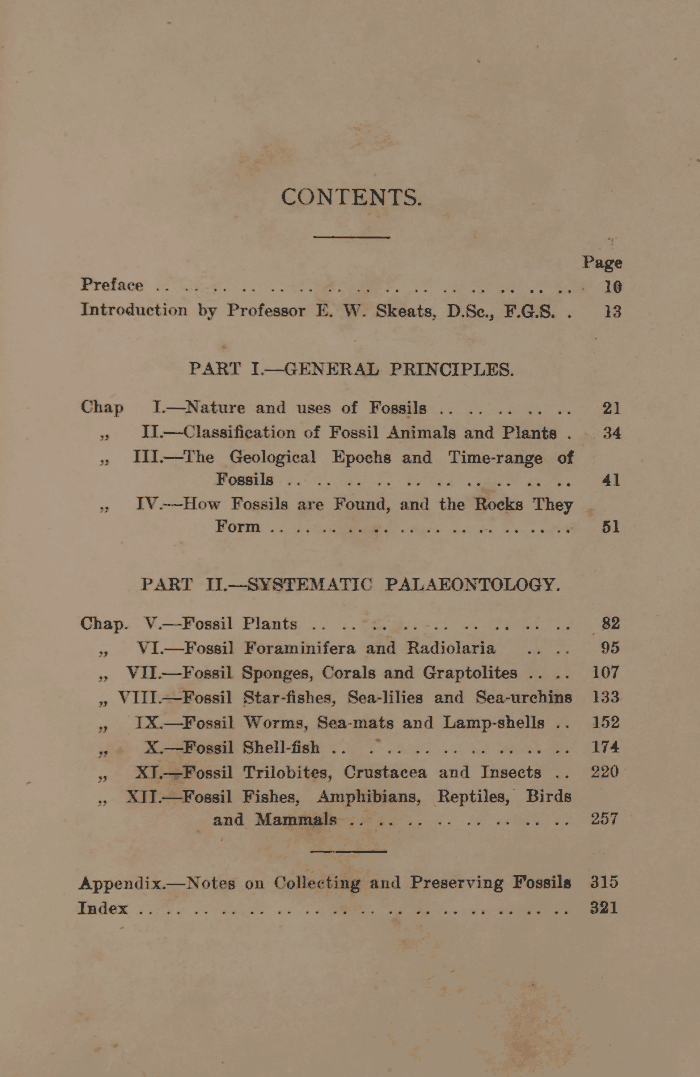 CONTENTS.
Page
Preface .. .. .. .. .. .. .. .. .. .. .. .. .. .. .. . 10
Introduction by Professor E. W. Skeats, D.Sc., F.G.S. . 13
PART I.—GENERAL PRINCIPLES.
Chap I.—Nature and uses of Fossils .. .. .. .. .. 21
„ II.—Classification of Fossil Animals and Plants . 34
„ III.—The Geological Epochs and Time-range of
Fossils .. .. .. .. .. .. .. .. .. .. .. 41
„ IV.—How Fossils are Found, and the Rocks They
Form .. .. .. .. .. .. .. .. .. .. .. 51
PART II.—SYSTEMATIC PALAEONTOLOGY.
Chap. V.—Fossil Plants .. .. .. .. .. .. .. .. .. .. 82
„ VI.—Fossil Foraminifera and Radiolaria .. .. 95
„ VII.—Fossil Sponges, Corals and Graptolites .. .. 107
„ VIII.—Fossil Star-fishes, Sea-lilies and Sea-urchins 133
„ IX.—Fossil Worms, Sea-mats and Lamp-shells .. 152
„ X.—Fossil Shell-fish .. .. .. .. .. .. .. .. .. 174
„ XI.—Fossil Trilobites, Crustacea and Insects .. 220
„ XII.—Fossil Fishes, Amphibians, Reptiles, Birds
and Mammals .. .. .. .. .. .. .. .. 257
Appendix.—Notes on Collecting and Preserving Fossils 315
Index .. .. .. .. .. .. .. .. .. .. .. .. .. .. .. .. 321